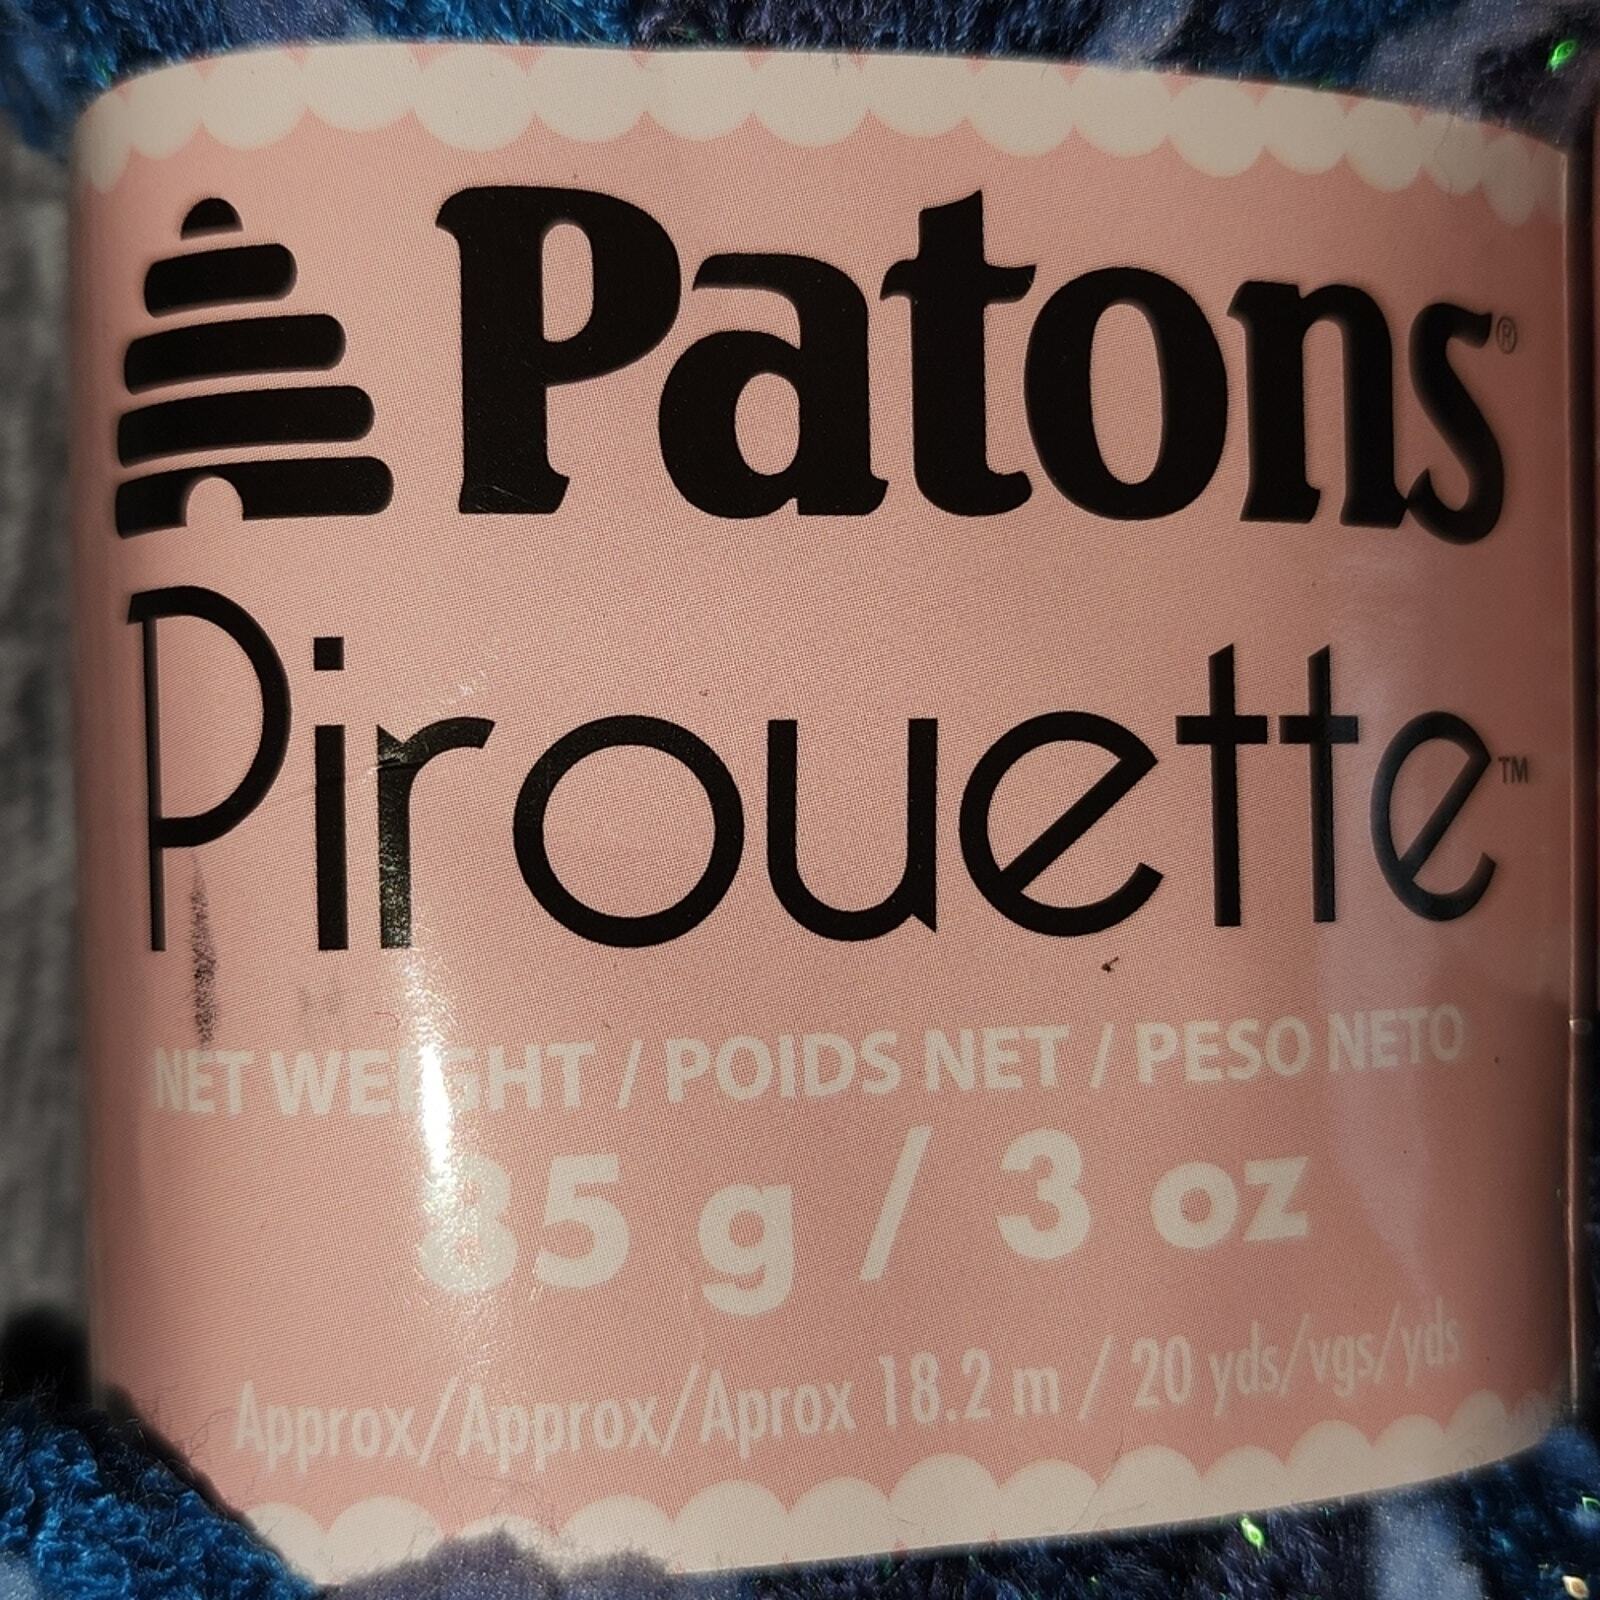 Patons®
Pirouette™
NET WEIGHT / POIDS NET / PESO NETO
85 g / 3 oz
Approx/Approx/Aprox 18.2 m / 20 yds/vgs/yds